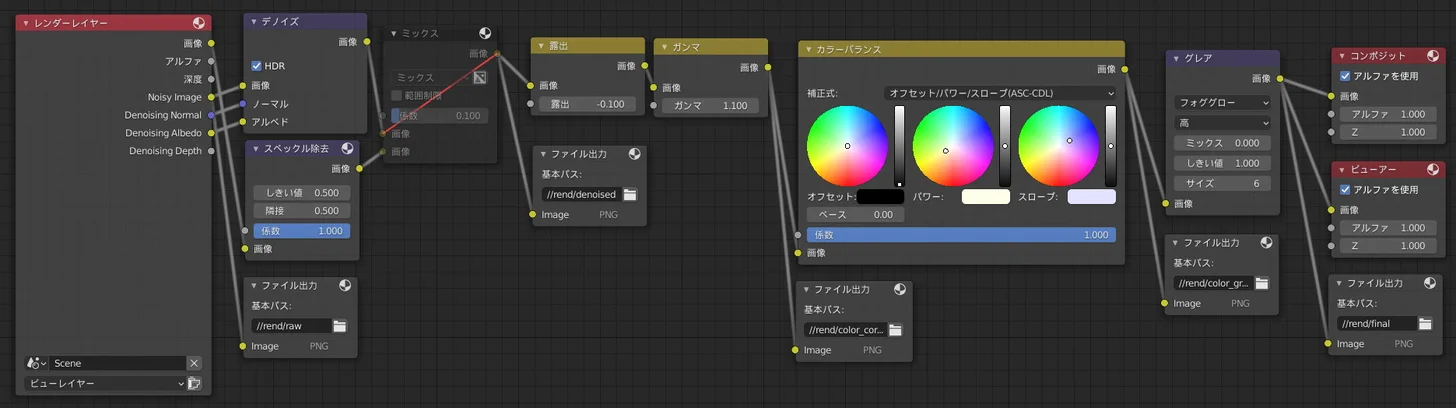 レンダーレイヤー
画像
アルファ
深度
Noisy Image
Denoising Normal
Denoising Albedo
Denoising Depth
Scene
ビューレイヤー
デノイズ
画像
HDR
画像
ノーマル
アルベド
スペックル除去
画像
しきい値 0.500
隣接 0.500
係数 1.000
画像
ファイル出力
基本パス:
//rend/raw
Image PNG
ミックス
画像
ミックス
範囲制限
係数 0.100
画像
画像
露出
画像
画像
露出 -0.100
ファイル出力
基本パス:
//rend/denoised
Image PNG
ガンマ
画像
画像
ガンマ 1.100
カラーバランス
画像
補正式: オフセット/パワー/スロープ(ASC-CDL)
オフセット: パワー: スロープ:
ベース 0.00
係数 1.000
画像
ファイル出力
基本パス:
//rend/color_cor...
Image PNG
グレア
画像
フォググロー
高
ミックス 0.000
しきい値 1.000
サイズ 6
画像
ファイル出力
基本パス:
//rend/color_gr...
Image PNG
コンポジット
アルファを使用
画像
アルファ 1.000
Z 1.000
ビューアー
アルファを使用
画像
アルファ 1.000
Z 1.000
ファイル出力
基本パス:
//rend/final
Image PNG